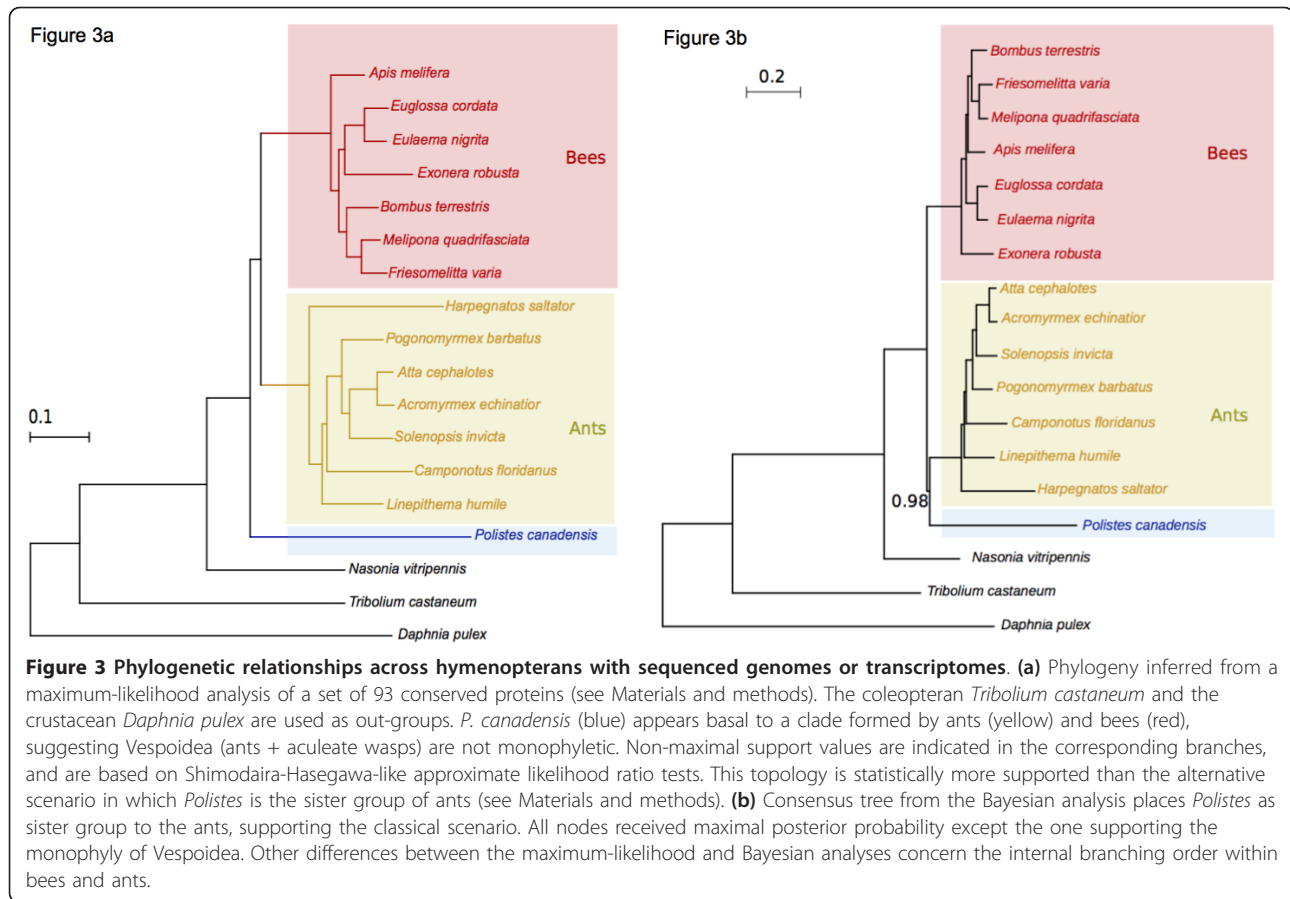 Figure 3a
Apis melifera
Euglossa cordata
Eulaema nigrita
Exonera robusta
Bombus terrestris
Melipona quadrifasciata
Friesomelitta varia
Bees
Harpegnatos saltator
Pogonomyrmex barbatus
Atta cephalotes
Acromyrmex echinatior
Solenopsis invicta
Camponotus floridanus
Linepithema humile
Ants
Polistes canadensis
Nasonia vitripennis
Tribolium castaneum
Daphnia pulex
0.1
Figure 3b
0.2
Bombus terrestris
Friesomelitta varia
Melipona quadrifasciata
Apis melifera
Euglossa cordata
Eulaema nigrita
Exonera robusta
Bees
Atta cephalotes
Acromyrmex echinatior
Solenopsis invicta
Pogonomyrmex barbatus
Camponotus floridanus
Linepithema humile
Harpegnatos saltator
Ants
0.98
Polistes canadensis
Nasonia vitripennis
Tribolium castaneum
Daphnia pulex
Figure 3 Phylogenetic relationships across hymenopterans with sequenced genomes or transcriptomes. (a) Phylogeny inferred from a
maximum-likelihood analysis of a set of 93 conserved proteins (see Materials and methods). The coleopteran Tribolium castaneum and the
crustacean Daphnia pulex are used as out-groups. P. canadensis (blue) appears basal to a clade formed by ants (yellow) and bees (red),
suggesting Vespoidea (ants + aculeate wasps) are not monophyletic. Non-maximal support values are indicated in the corresponding branches,
and are based on Shimodaira-Hasegawa-like approximate likelihood ratio tests. This topology is statistically more supported than the alternative
scenario in which Polistes is the sister group of ants (see Materials and methods). (b) Consensus tree from the Bayesian analysis places Polistes as
sister group to the ants, supporting the classical scenario. All nodes received maximal posterior probability except the one supporting the
monophyly of Vespoidea. Other differences between the maximum-likelihood and Bayesian analyses concern the internal branching order within
bees and ants.